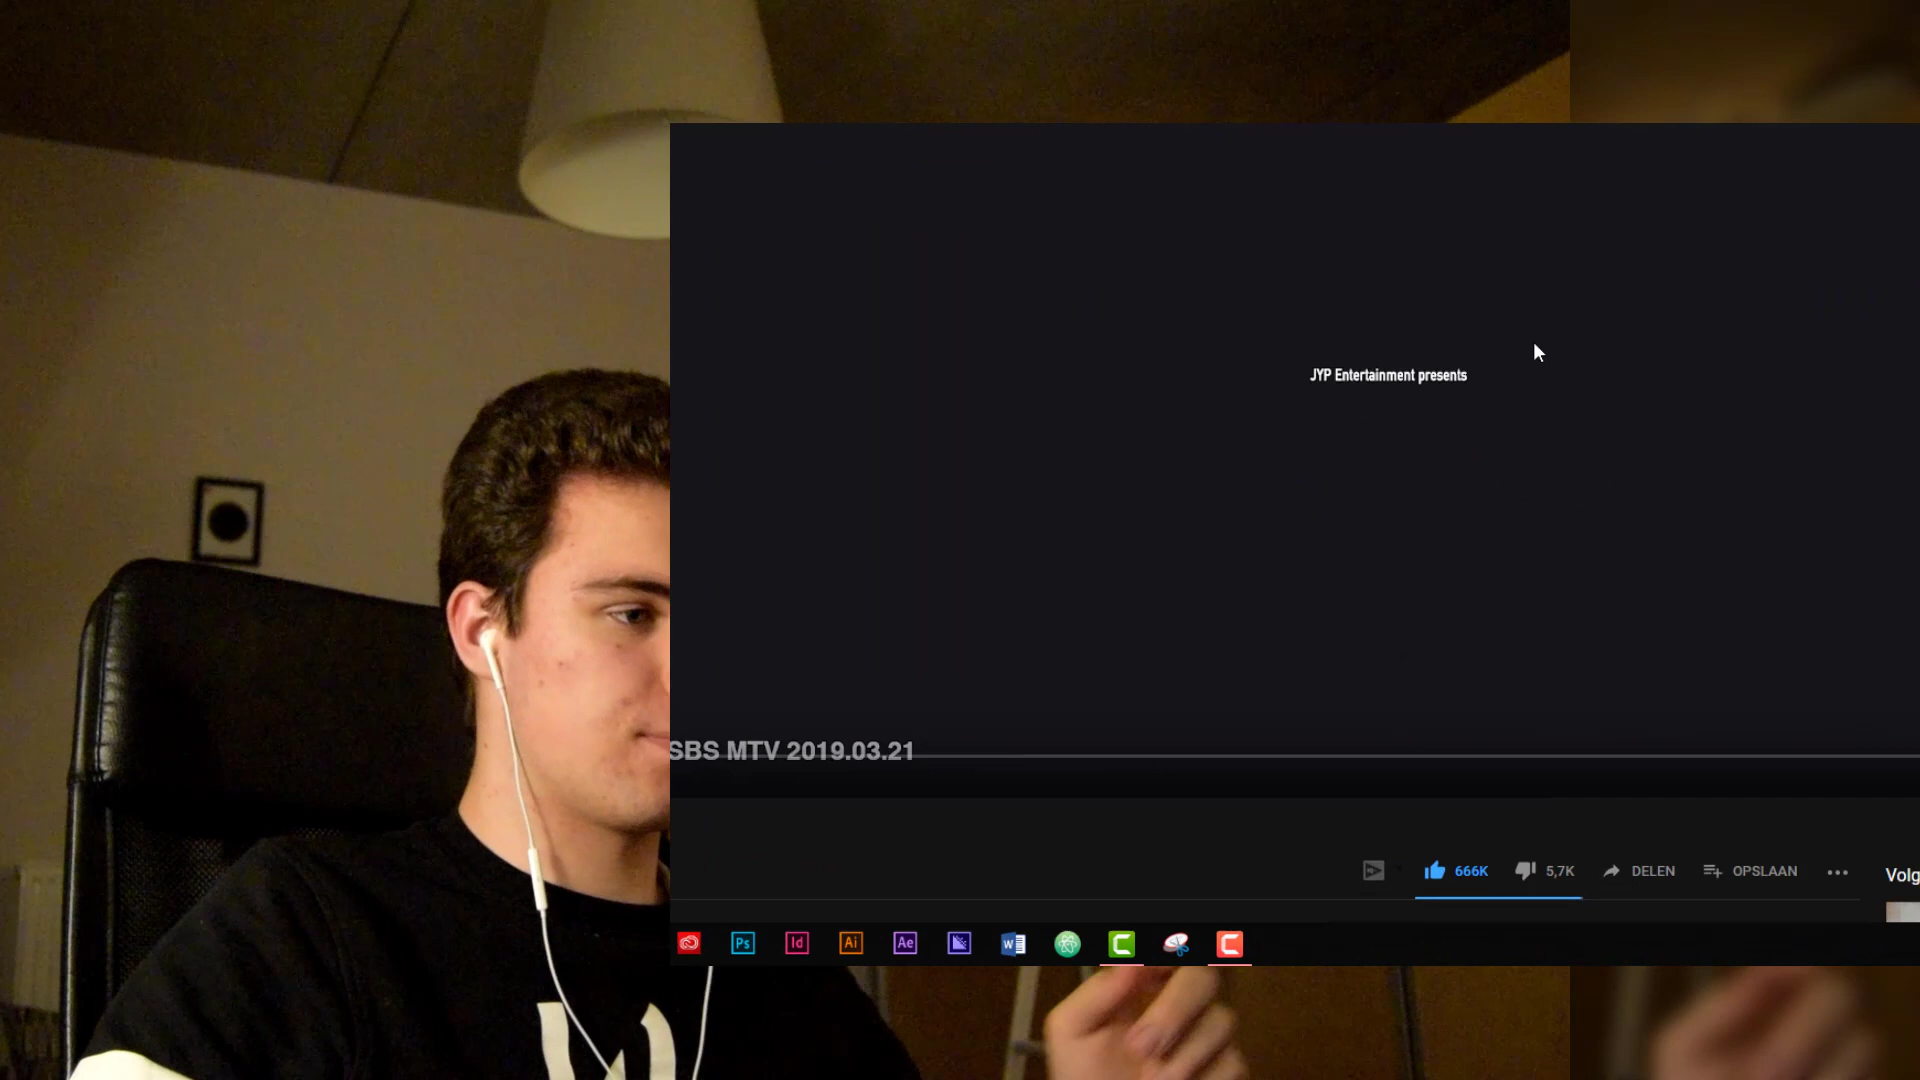 JYP Entertainment presents
SBS MTV 2019.03.21
666K 5,7K DELEN OPSLAAN
Volg
Ps Id Ai Ae W